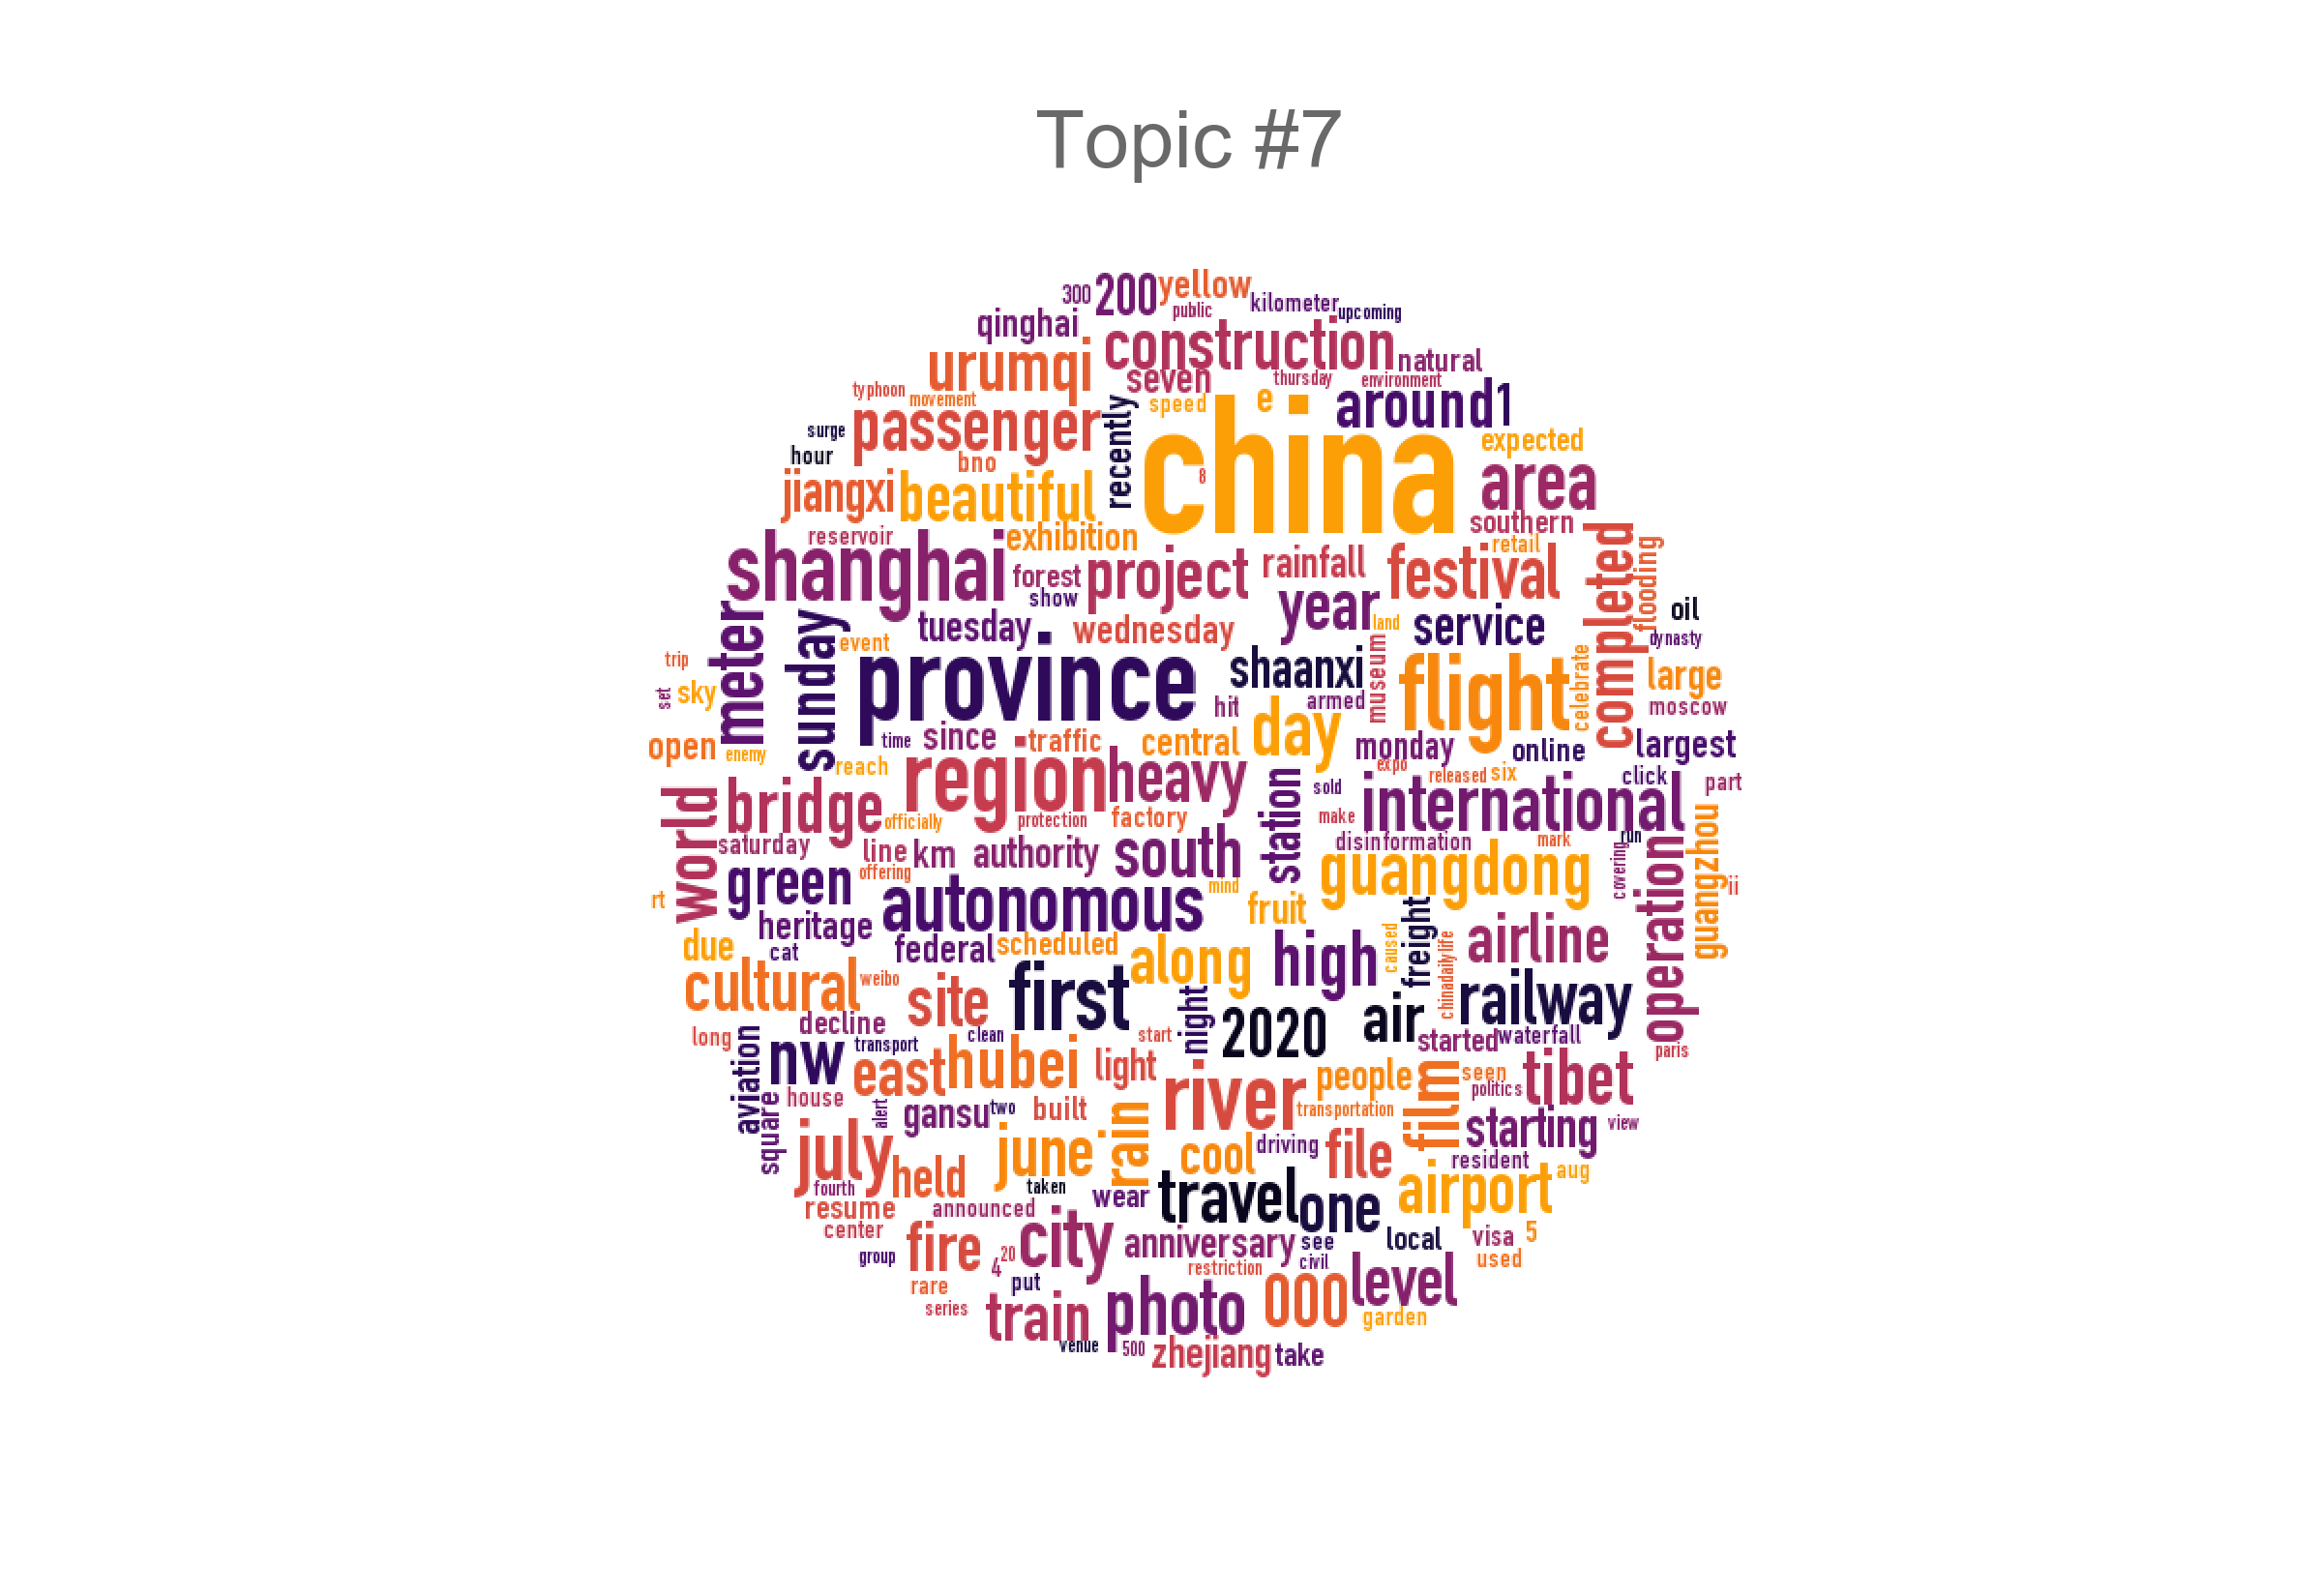 Topic #7
300
200
yellow
public
kilometer
upcoming
qinghai
construction
natural
urumqi
seven
thursday
environment
typhoon
movement
speed
e
around
1
passenger
recently
china
surge
hour
bno
8
expected
jiangxi
beautiful
area
southern
reservoir
exhibition
retail
completed
flooding
shanghai
forest
project
rainfall
festival
show
year
oil
meter
sunday
tuesday
wednesday
land
service
dynasty
event
province
shaanxi
museum
flight
celebrate
large
trip
sky
set
hit
armed
moscow
day
open
time
since
traffic
central
monday
online
largest
enemy
reach
region
heavy
station
expo
released
six
click
part
world
bridge
sold
international
officially
protection
factory
make
guangzhou
saturday
line
km
authority
south
disinformation
mark
run
operation
offering
green
autonomous
mind
guangdong
covering
ii
rt
heritage
fruit
due
cat
federal
scheduled
along
high
caused
freight
chinadailylife
airline
cultural
weibo
site
first
railway
long
decline
clean
start
night
2020
air
started
waterfall
aviation
nw
transport
paris
east
hubei
light
people
film
seen
tibet
house
river
politics
square
alert
gansu
two
built
transportation
starting
view
july
june
rain
cool
driving
file
resident
aug
held
fourth
taken
wear
travel
one
airport
resume
announced
center
fire
city
anniversary
see
local
visa
5
group
4
20
restriction
civil
used
rare
put
000
level
series
train
photo
garden
venue
500
zhejiang
take